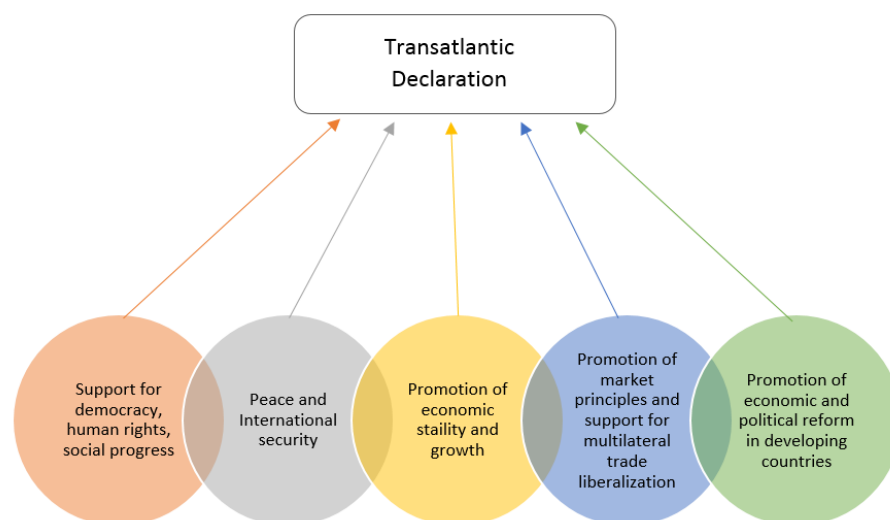 Transatlantic
Declaration
Support for
democracy,
human rights,
social progress
Peace and
International
security
Promotion of
economic
staility and
growth
Promotion of
market
principles and
support for
multilateral
trade
liberalization
Promotion of
economic and
political reform
in developing
countries